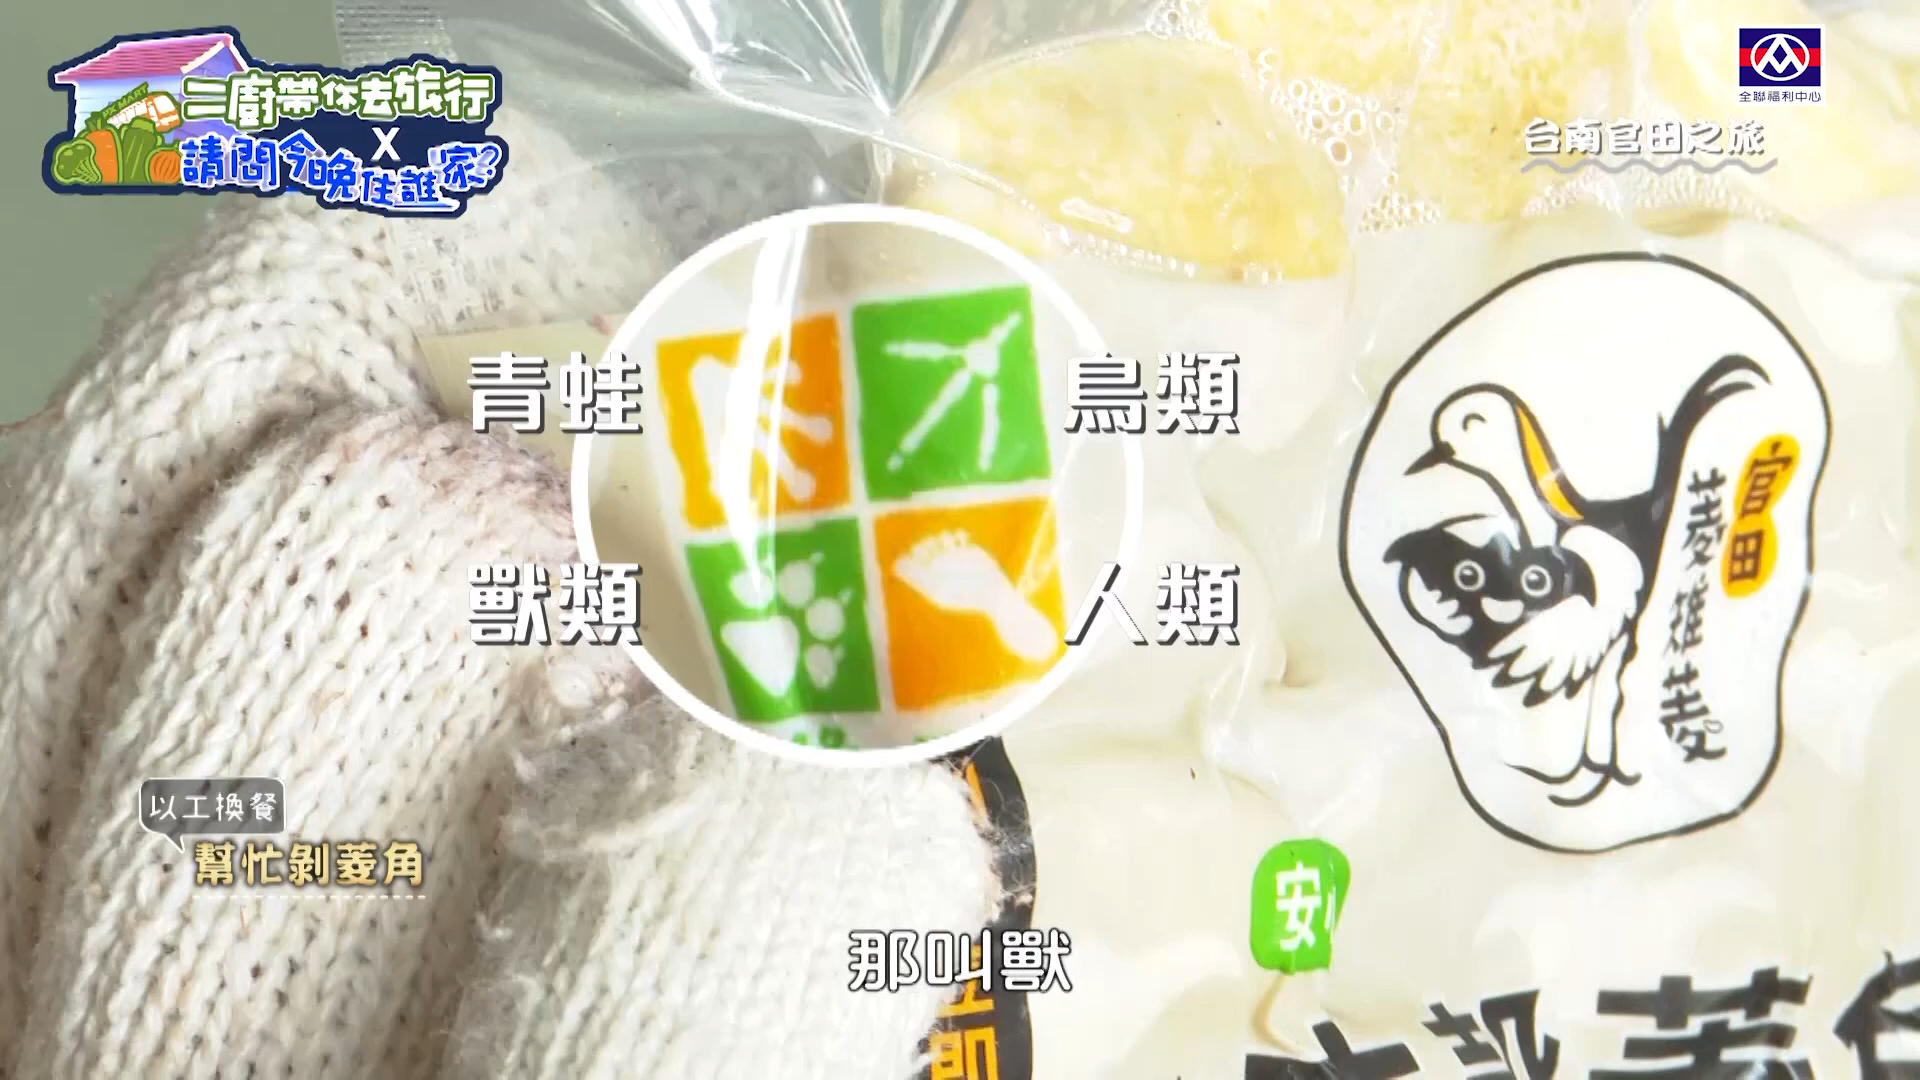 二廚帶你去旅行
PX MART
X
請問今晚住誰家?
全聯福利中心
台南官田之旅
青蛙
鳥類
獸類
人類
官田
菱雉菱
以工換餐
幫忙剝菱角
安
那叫獸